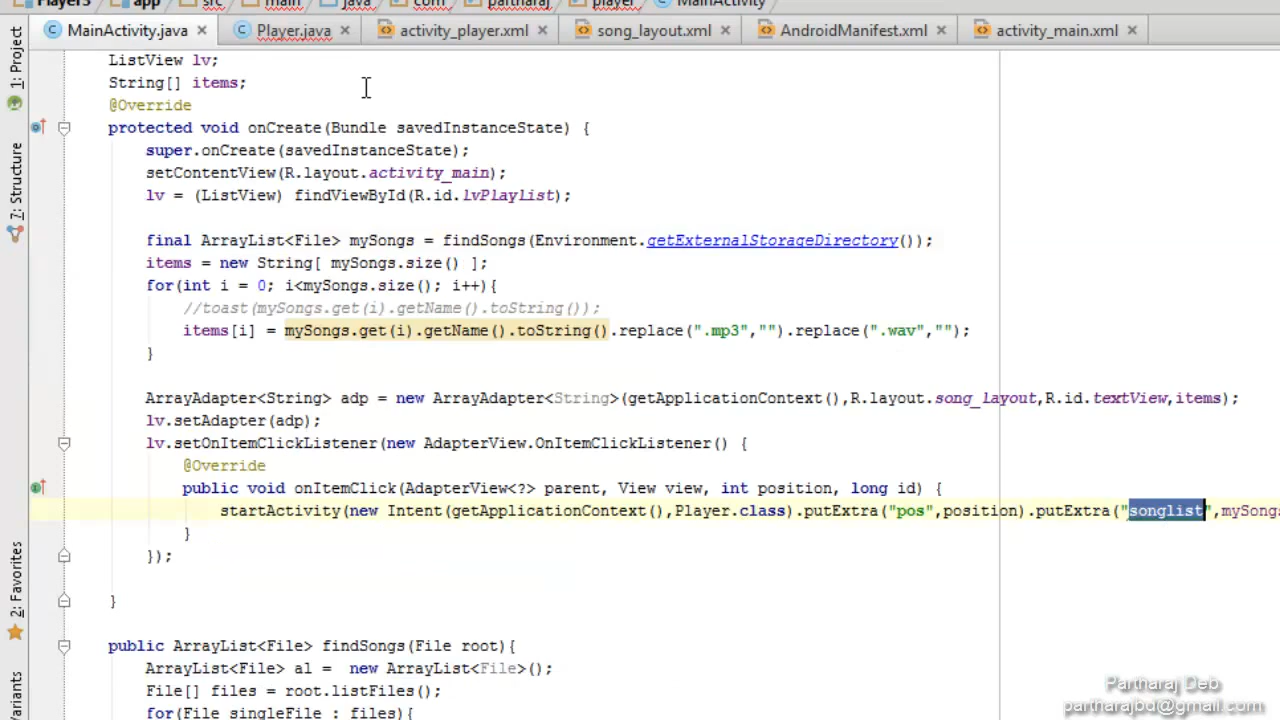 Player3 app src main java com partharaj player MainActivity
MainActivity.java Player.java activity_player.xml song_layout.xml AndroidManifest.xml activity_main.xml
1: Project
7: Structure
2: Favorites
Variants
ListView lv;
String[] items;
@Override
protected void onCreate(Bundle savedInstanceState) {
super.onCreate(savedInstanceState);
setContentView(R.layout.activity_main);
lv = (ListView) findViewById(R.id.lvPlaylist);
final ArrayList<File> mySongs = findSongs(Environment.getExternalStorageDirectory());
items = new String[ mySongs.size() ];
for(int i = 0; i<mySongs.size(); i++){
//toast(mySongs.get(i).getName().toString());
items[i] = mySongs.get(i).getName().toString().replace(".mp3","").replace(".wav","");
}
ArrayAdapter<String> adp = new ArrayAdapter<String>(getApplicationContext(),R.layout.song_layout,R.id.textView,items);
lv.setAdapter(adp);
lv.setOnItemClickListener(new AdapterView.OnItemClickListener() {
@Override
public void onItemClick(AdapterView<?> parent, View view, int position, long id) {
startActivity(new Intent(getApplicationContext(),Player.class).putExtra("pos",position).putExtra("songlist",mySongs
}
});
}
public ArrayList<File> findSongs(File root){
ArrayList<File> al = new ArrayList<File>();
File[] files = root.listFiles();
for(File singleFile : files){
Partharaj Deb
partharajbd@gmail.com